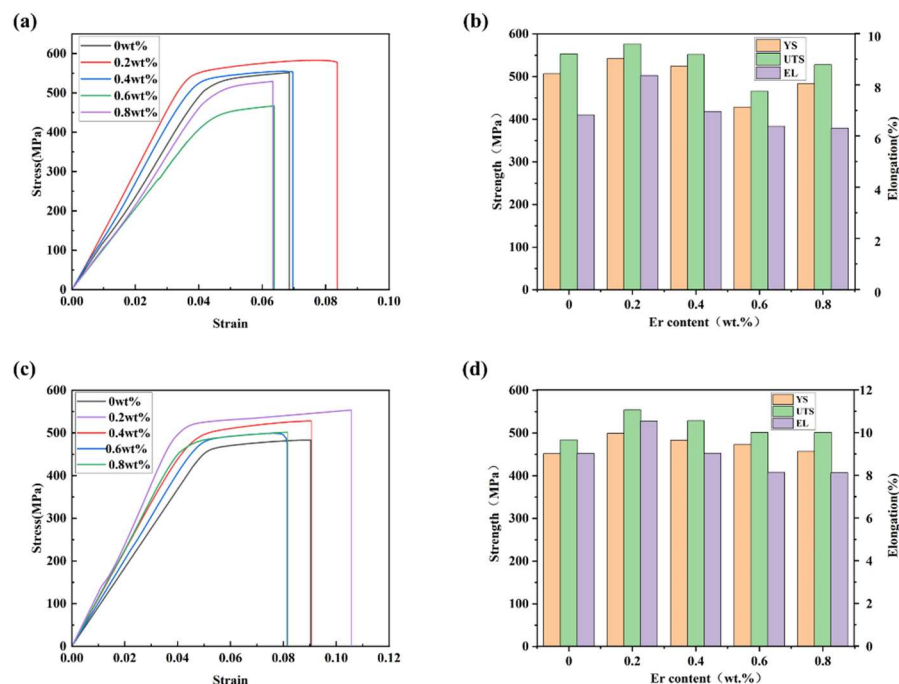 (a)
600
500
400
300
200
100
0
Stress(MPa)
0wt%
0.2wt%
0.4wt%
0.6wt%
0.8wt%
0.00 0.02 0.04 0.06 0.08 0.10
Strain
(b)
600
500
400
300
200
100
0
Strength（MPa）
YS
UTS
EL
10
8
6
4
2
0
Elongation(%)
0 0.2 0.4 0.6 0.8
Er content（wt.%）
(c)
600
500
400
300
200
100
0
Stress(MPa)
0wt%
0.2wt%
0.4wt%
0.6wt%
0.8wt%
0.00 0.02 0.04 0.06 0.08 0.10 0.12
Strain
(d)
600
500
400
300
200
100
0
Strength（MPa）
YS
UTS
EL
12
10
8
6
4
2
0
Elongation(%)
0 0.2 0.4 0.6 0.8
Er content（wt.%）